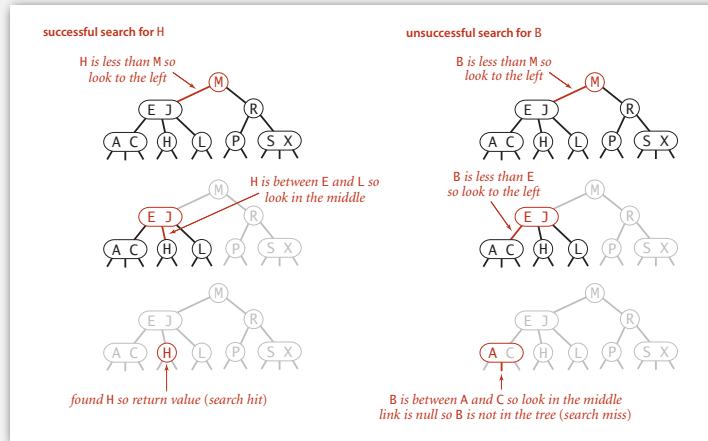 successful search for H
H is less than M so
look to the left
M
E J
R
A C
H
L
P
S X
H is between E and L so
look in the middle
M
E J
R
A C
H
L
P
S X
M
E J
R
A C
H
L
P
S X
found H so return value (search hit)
unsuccessful search for B
B is less than M so
look to the left
M
E J
R
A C
H
L
P
S X
B is less than E
so look to the left
M
E J
R
A C
H
L
P
S X
M
E J
R
A C
H
L
P
S X
B is between A and C so look in the middle
link is null so B is not in the tree (search miss)